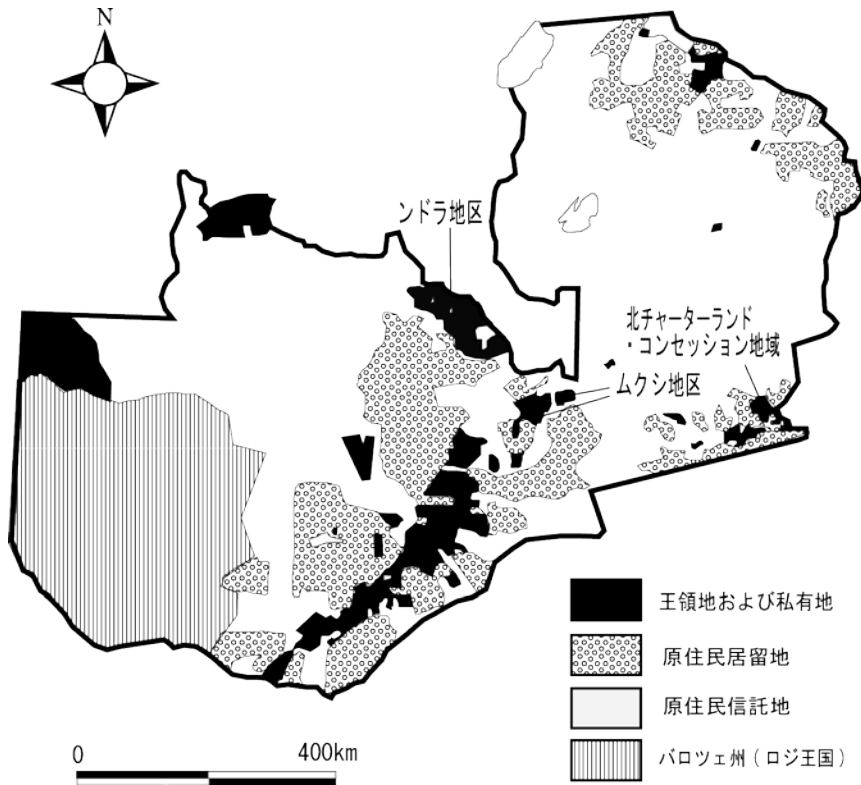 N
ンドラ地区
北チャーターランド
・コンセッション地域
ムクシ地区
王領地および私有地
原住民居留地
原住民信託地
バロツェ州（ロジ王国）
0 400km